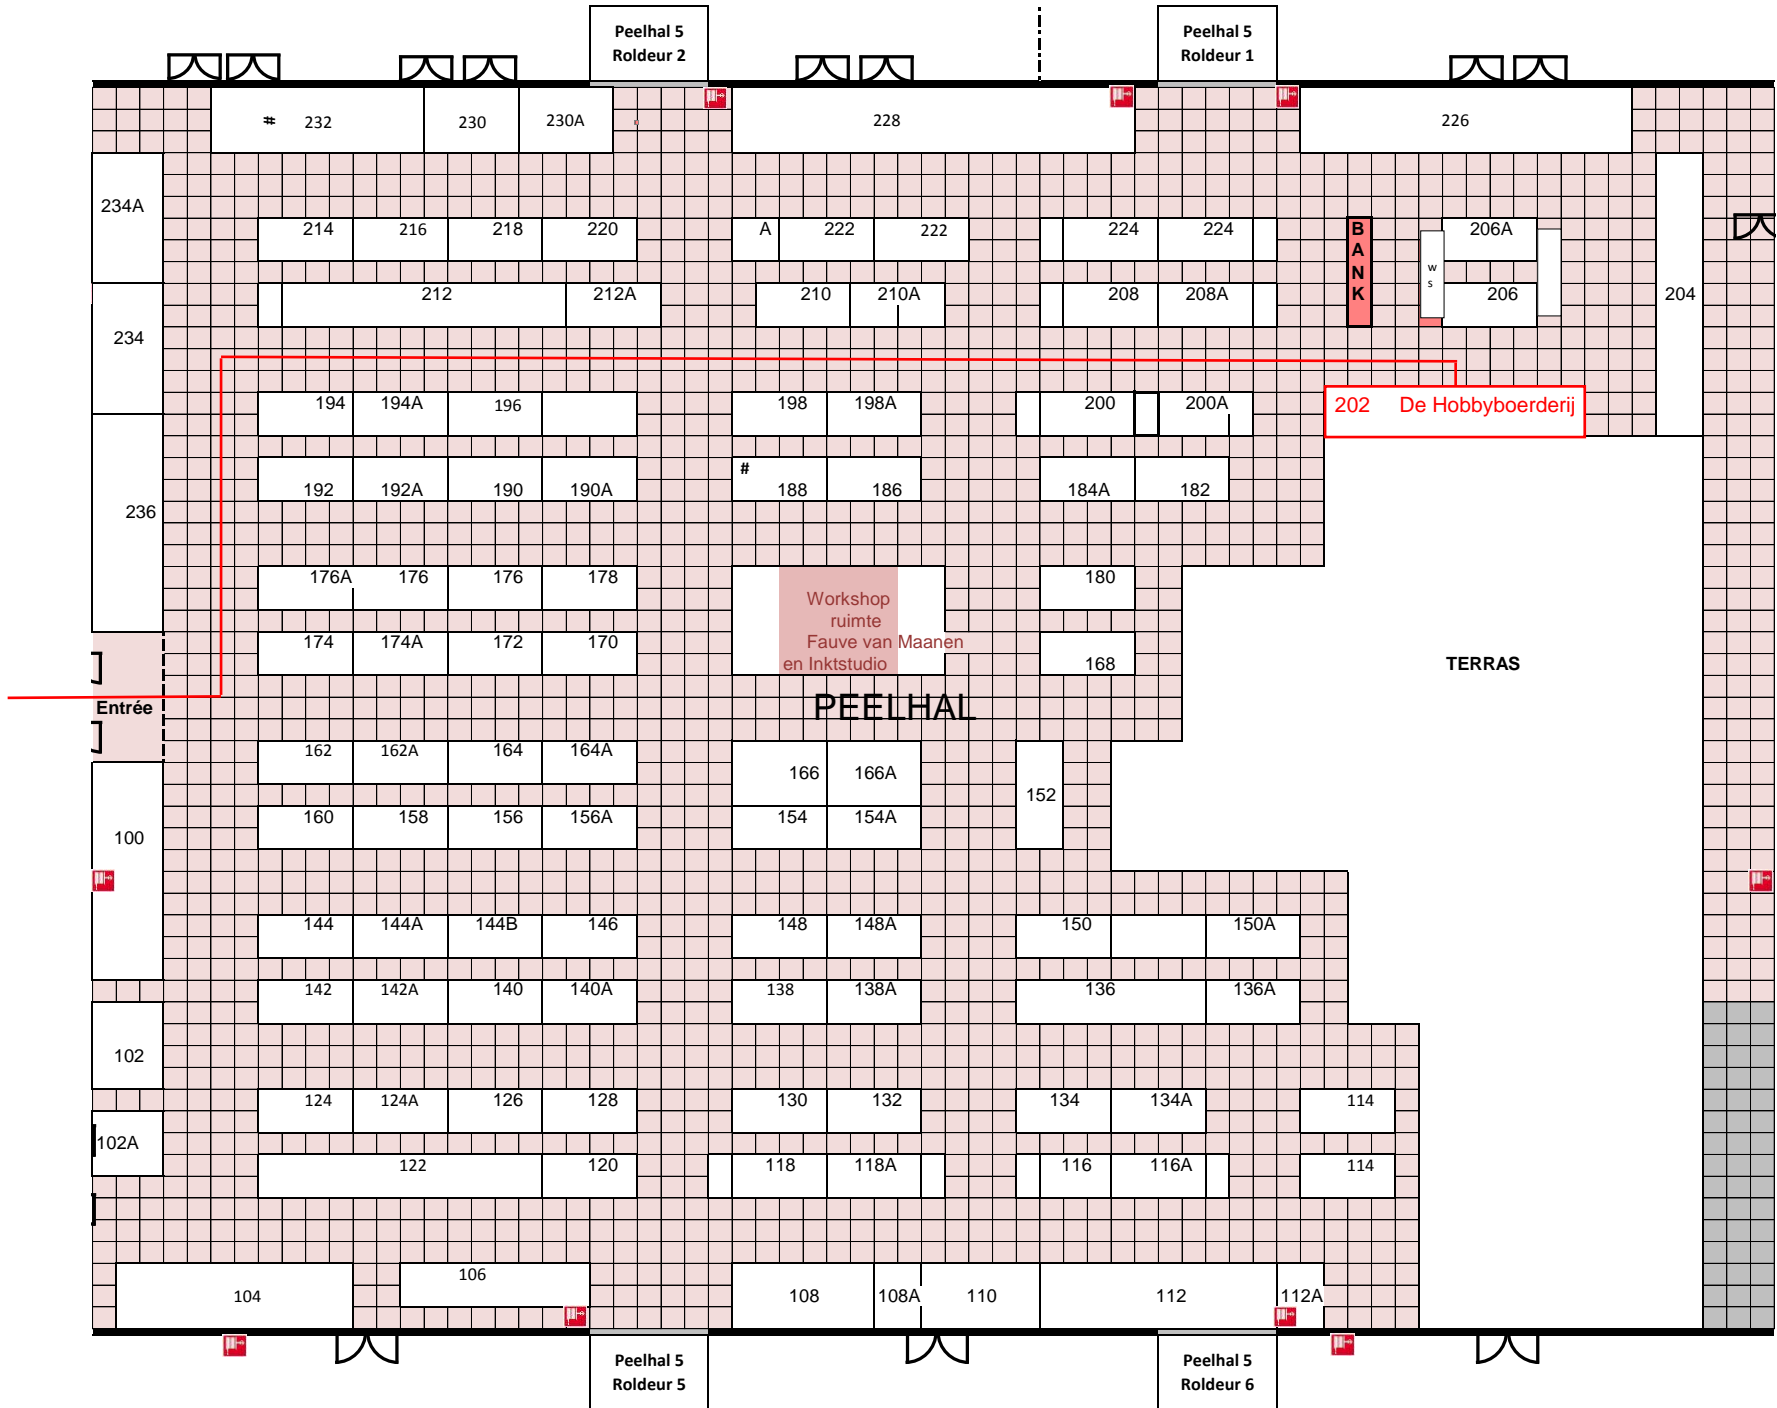 Peelhal 5
Roldeur 2
Peelhal 5
Roldeur 1
# 232
230
230A
228
226
234A
214
216
218
220
A
222
222
224
224
BANK
206A
ws
212
212A
210
210A
208
208A
206
204
234
194
194A
196
198
198A
200
200A
202 De Hobbyboerderij
192
192A
190
190A
#
188
186
184A
182
236
176A
176
176
178
180
Workshop
ruimte
Fauve van Maanen
en Inktstudio
174
174A
172
170
168
TERRAS
Entrée
PEELHAL
162
162A
164
164A
166
166A
152
160
158
156
156A
154
154A
100
144
144A
144B
146
148
148A
150
150A
142
142A
140
140A
138
138A
136
136A
102
124
124A
126
128
130
132
134
134A
114
102A
122
120
118
118A
116
116A
114
104
106
108
108A
110
112
112A
Peelhal 5
Roldeur 5
Peelhal 5
Roldeur 6